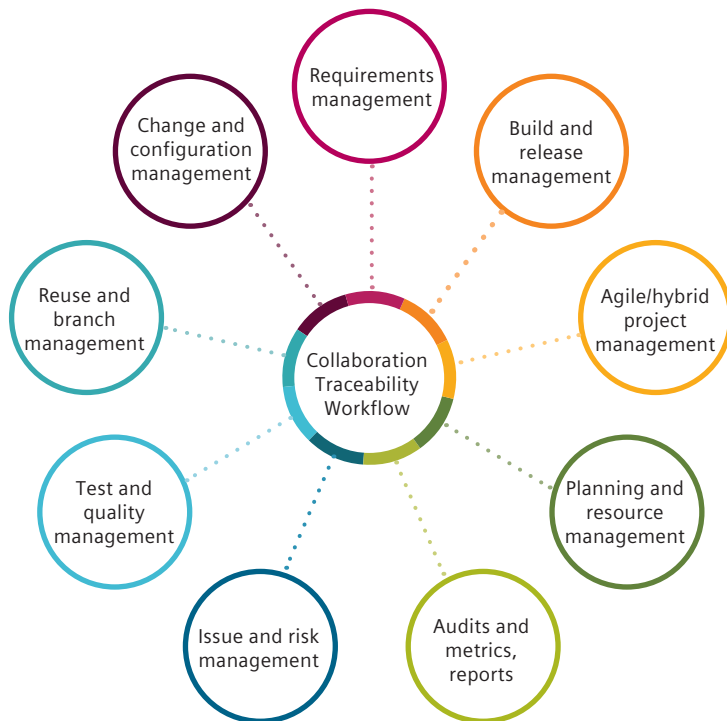 Requirements
management
Build and
release
management
Agile/hybrid
project
management
Planning and
resource
management
Audits and
metrics,
reports
Issue and risk
management
Test and
quality
management
Reuse and
branch
management
Change and
configuration
management
Collaboration
Traceability
Workflow